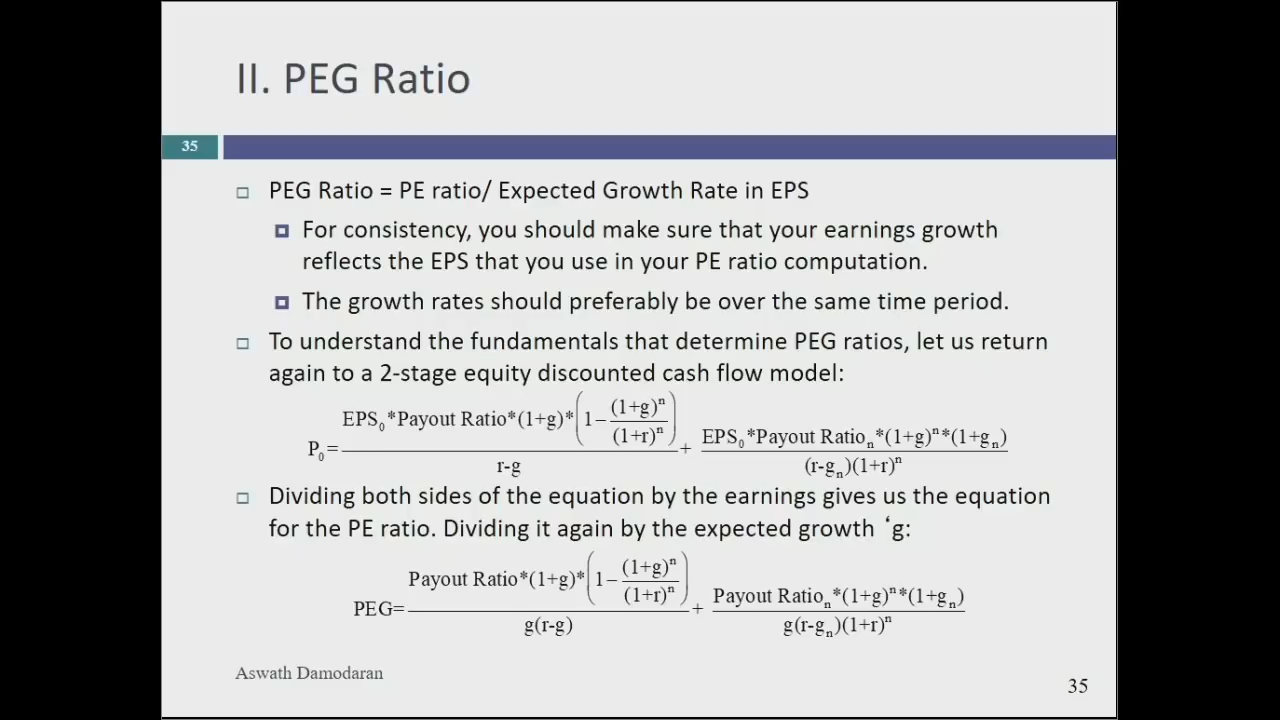 II. PEG Ratio
35
PEG Ratio = PE ratio/ Expected Growth Rate in EPS
For consistency, you should make sure that your earnings growth
reflects the EPS that you use in your PE ratio computation.
The growth rates should preferably be over the same time period.
To understand the fundamentals that determine PEG ratios, let us return
again to a 2-stage equity discounted cash flow model:
P₀ = EPS₀*Payout Ratio*(1+g)*(1−(1+g)ⁿ/(1+r)ⁿ) / r-g + EPS₀*Payout Ratioₙ*(1+g)ⁿ*(1+gₙ) / (r-gₙ)(1+r)ⁿ
Dividing both sides of the equation by the earnings gives us the equation
for the PE ratio. Dividing it again by the expected growth ‘g:
PEG= Payout Ratio*(1+g)*(1−(1+g)ⁿ/(1+r)ⁿ) / g(r-g) + Payout Ratioₙ*(1+g)ⁿ*(1+gₙ) / g(r-gₙ)(1+r)ⁿ
Aswath Damodaran
35